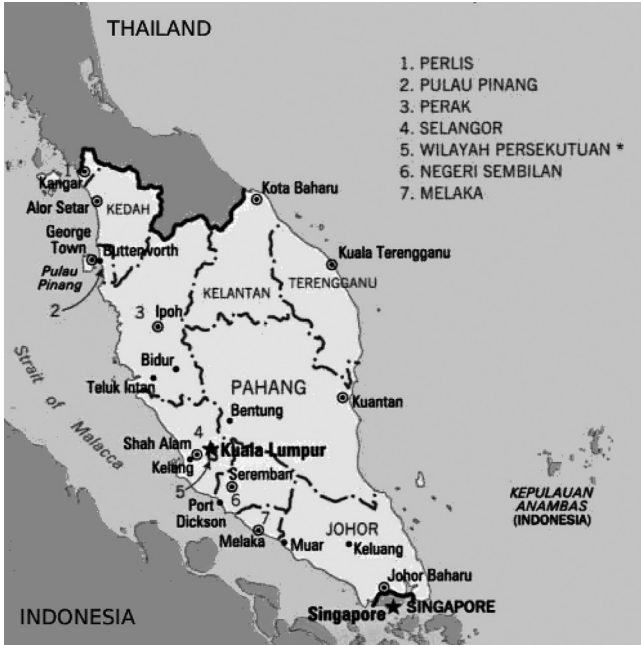 THAILAND
1. PERLIS
2. PULAU PINANG
3. PERAK
4. SELANGOR
5. WILAYAH PERSEKUTUAN *
6. NEGERI SEMBILAN
7. MELAKA
1
Kangar
Kota Baharu
Alor Setar
KEDAH
George
Town
Butterworth
Kuala Terengganu
Pulau
Pinang
KELANTAN
TERENGGANU
2
3
Ipoh
Bidur
Teluk Intan
PAHANG
Kuantan
Bentung
Strait of Malacca
4
Shah Alam
Kuala-Lumpur
Kelang
Seremban
5
6
KEPULAUAN
ANAMBAS
(INDONESIA)
Port
Dickson
7
JOHOR
Melaka
Muar
Keluang
Johor Baharu
INDONESIA
Singapore
SINGAPORE